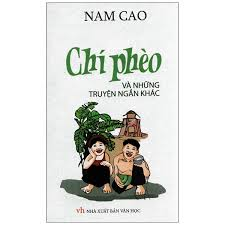 NAM CAO
Chí phèo
VÀ NHỮNG
TRUYỆN NGẮN KHÁC
vh NHÀ XUẤT BẢN VĂN HỌC